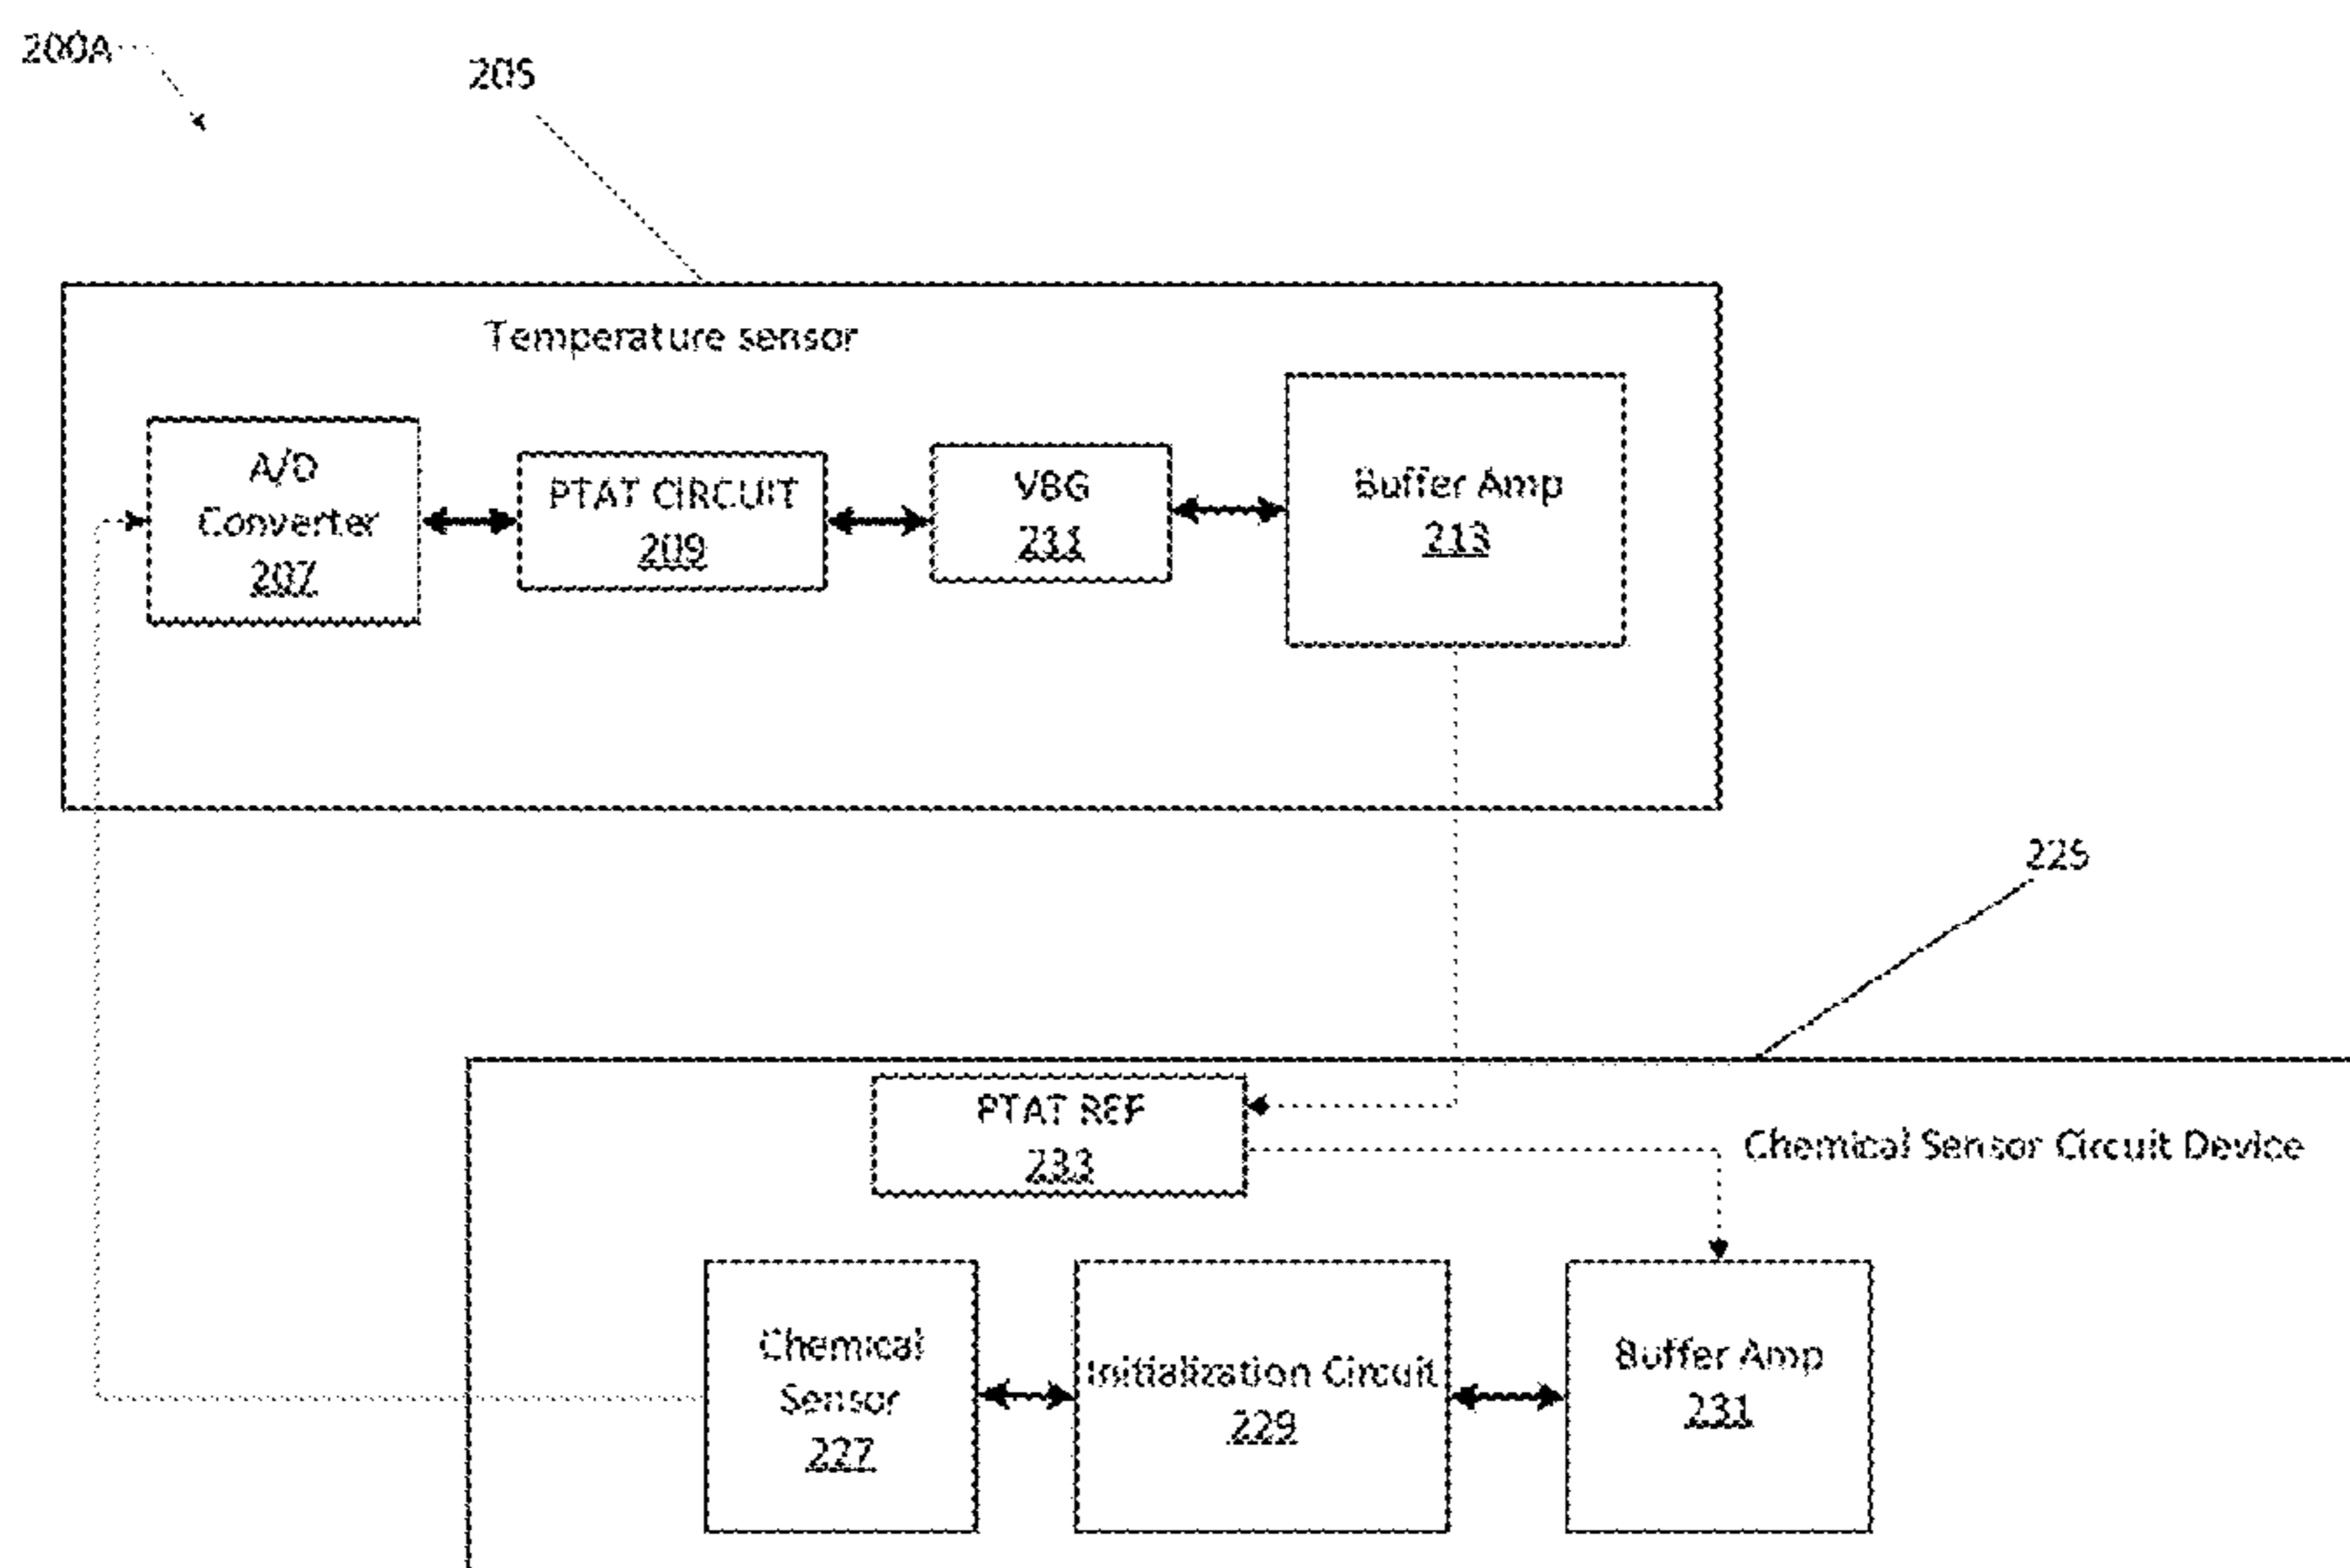 200A
205
Temperature sensor
A/D
Converter
207
PTAT CIRCUIT
209
VBG
211
Buffer Amp
213
225
PTAT REF
233
Chemical Sensor Circuit Device
Chemical
Sensor
227
Initialization Circuit
229
Buffer Amp
231